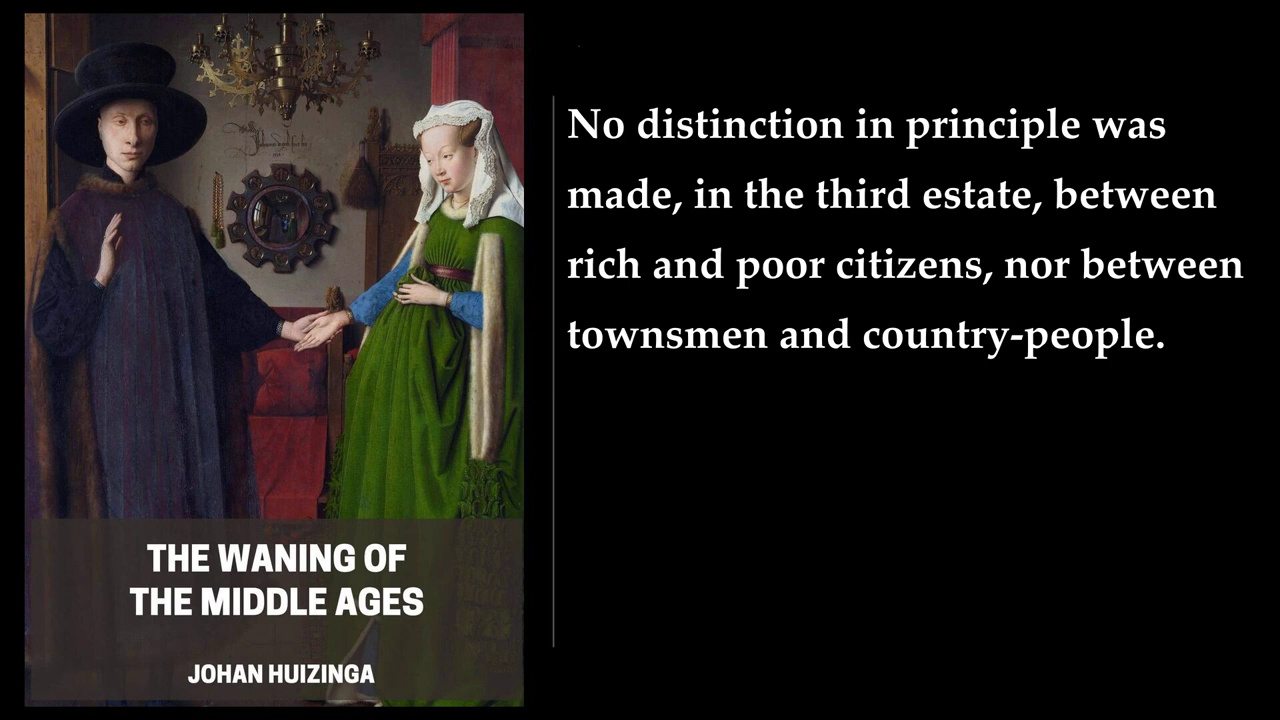 No distinction in principle was
made, in the third estate, between
rich and poor citizens, nor between
townsmen and country-people.
THE WANING OF
THE MIDDLE AGES
JOHAN HUIZINGA